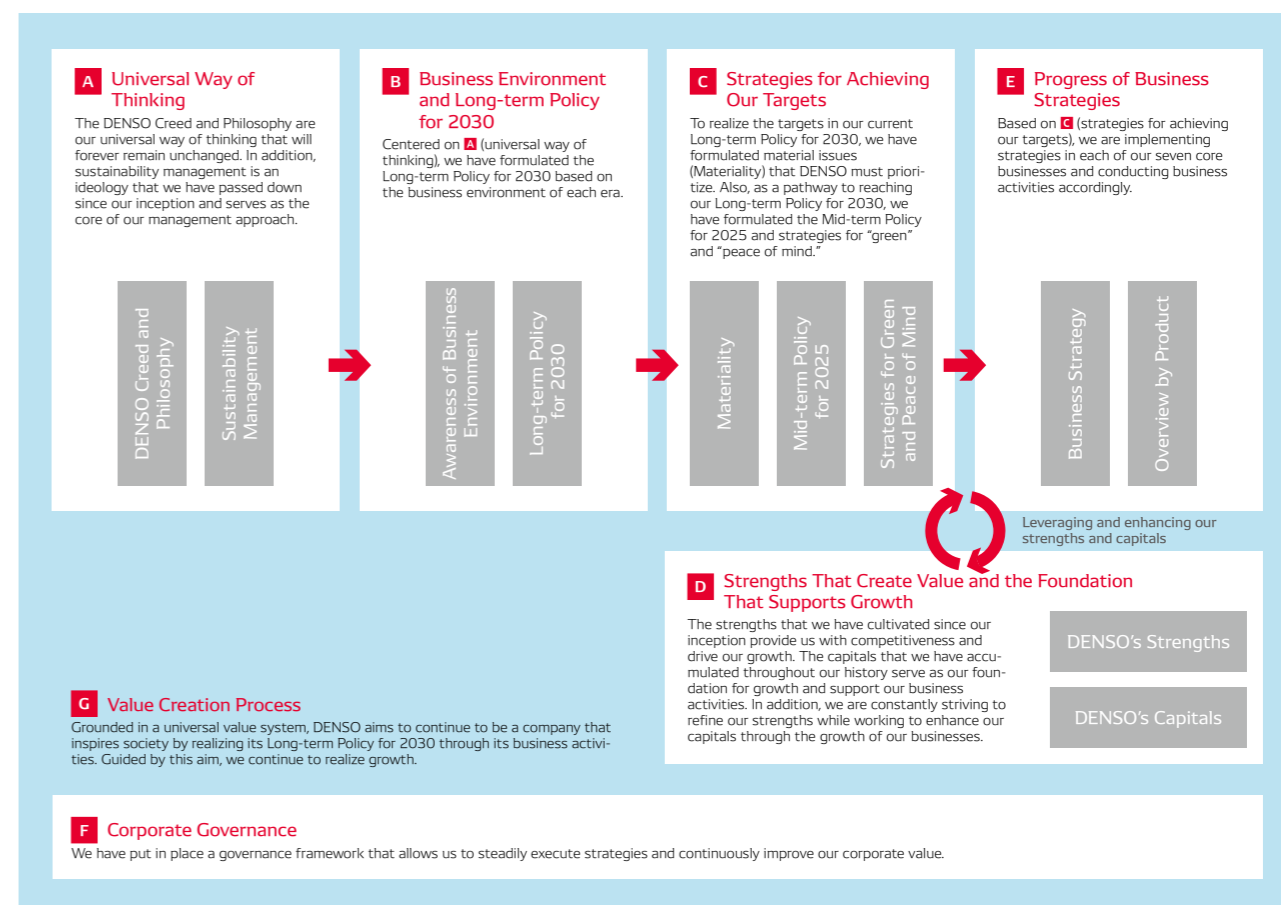 A Universal Way of
Thinking
The DENSO Creed and Philosophy are
our universal way of thinking that will
forever remain unchanged. In addition,
sustainability management is an
ideology that we have passed down
since our inception and serves as the
core of our management approach.
DENSO Creed and
Philosophy
Sustainability
Management
B Business Environment
and Long-term Policy
for 2030
Centered on A (universal way of
thinking), we have formulated the
Long-term Policy for 2030 based on
the business environment of each era.
Awareness of Business
Environment
Long-term Policy
for 2030
C Strategies for Achieving
Our Targets
To realize the targets in our current
Long-term Policy for 2030, we have
formulated material issues
(Materiality) that DENSO must priori-
tize. Also, as a pathway to reaching
our Long-term Policy for 2030, we
have formulated the Mid-term Policy
for 2025 and strategies for “green”
and “peace of mind.”
Materiality
Mid-term Policy
for 2025
Strategies for Green
and Peace of Mind
E Progress of Business
Strategies
Based on C (strategies for achieving
our targets), we are implementing
strategies in each of our seven core
businesses and conducting business
activities accordingly.
Business Strategy
Overview by Product
Leveraging and enhancing our
strengths and capitals
D Strengths That Create Value and the Foundation
That Supports Growth
The strengths that we have cultivated since our
inception provide us with competitiveness and
drive our growth. The capitals that we have accu-
mulated throughout our history serve as our foun-
dation for growth and support our business
activities. In addition, we are constantly striving to
refine our strengths while working to enhance our
capitals through the growth of our businesses.
DENSO’s Strengths
DENSO’s Capitals
G Value Creation Process
Grounded in a universal value system, DENSO aims to continue to be a company that
inspires society by realizing its Long-term Policy for 2030 through its business activi-
ties. Guided by this aim, we continue to realize growth.
F Corporate Governance
We have put in place a governance framework that allows us to steadily execute strategies and continuously improve our corporate value.